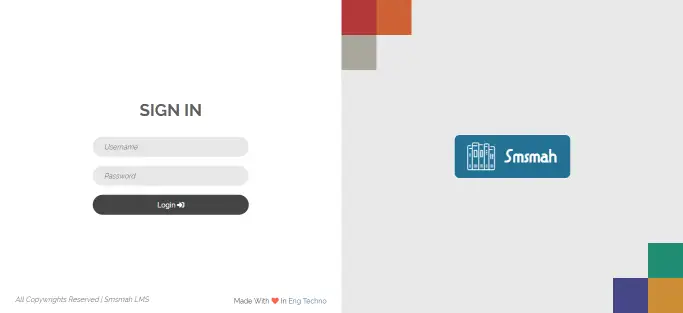 SIGN IN
Username
Password
Login
All Copywrights Reserved | Smsmah LMS
Made With In Eng Techno
Smsmah